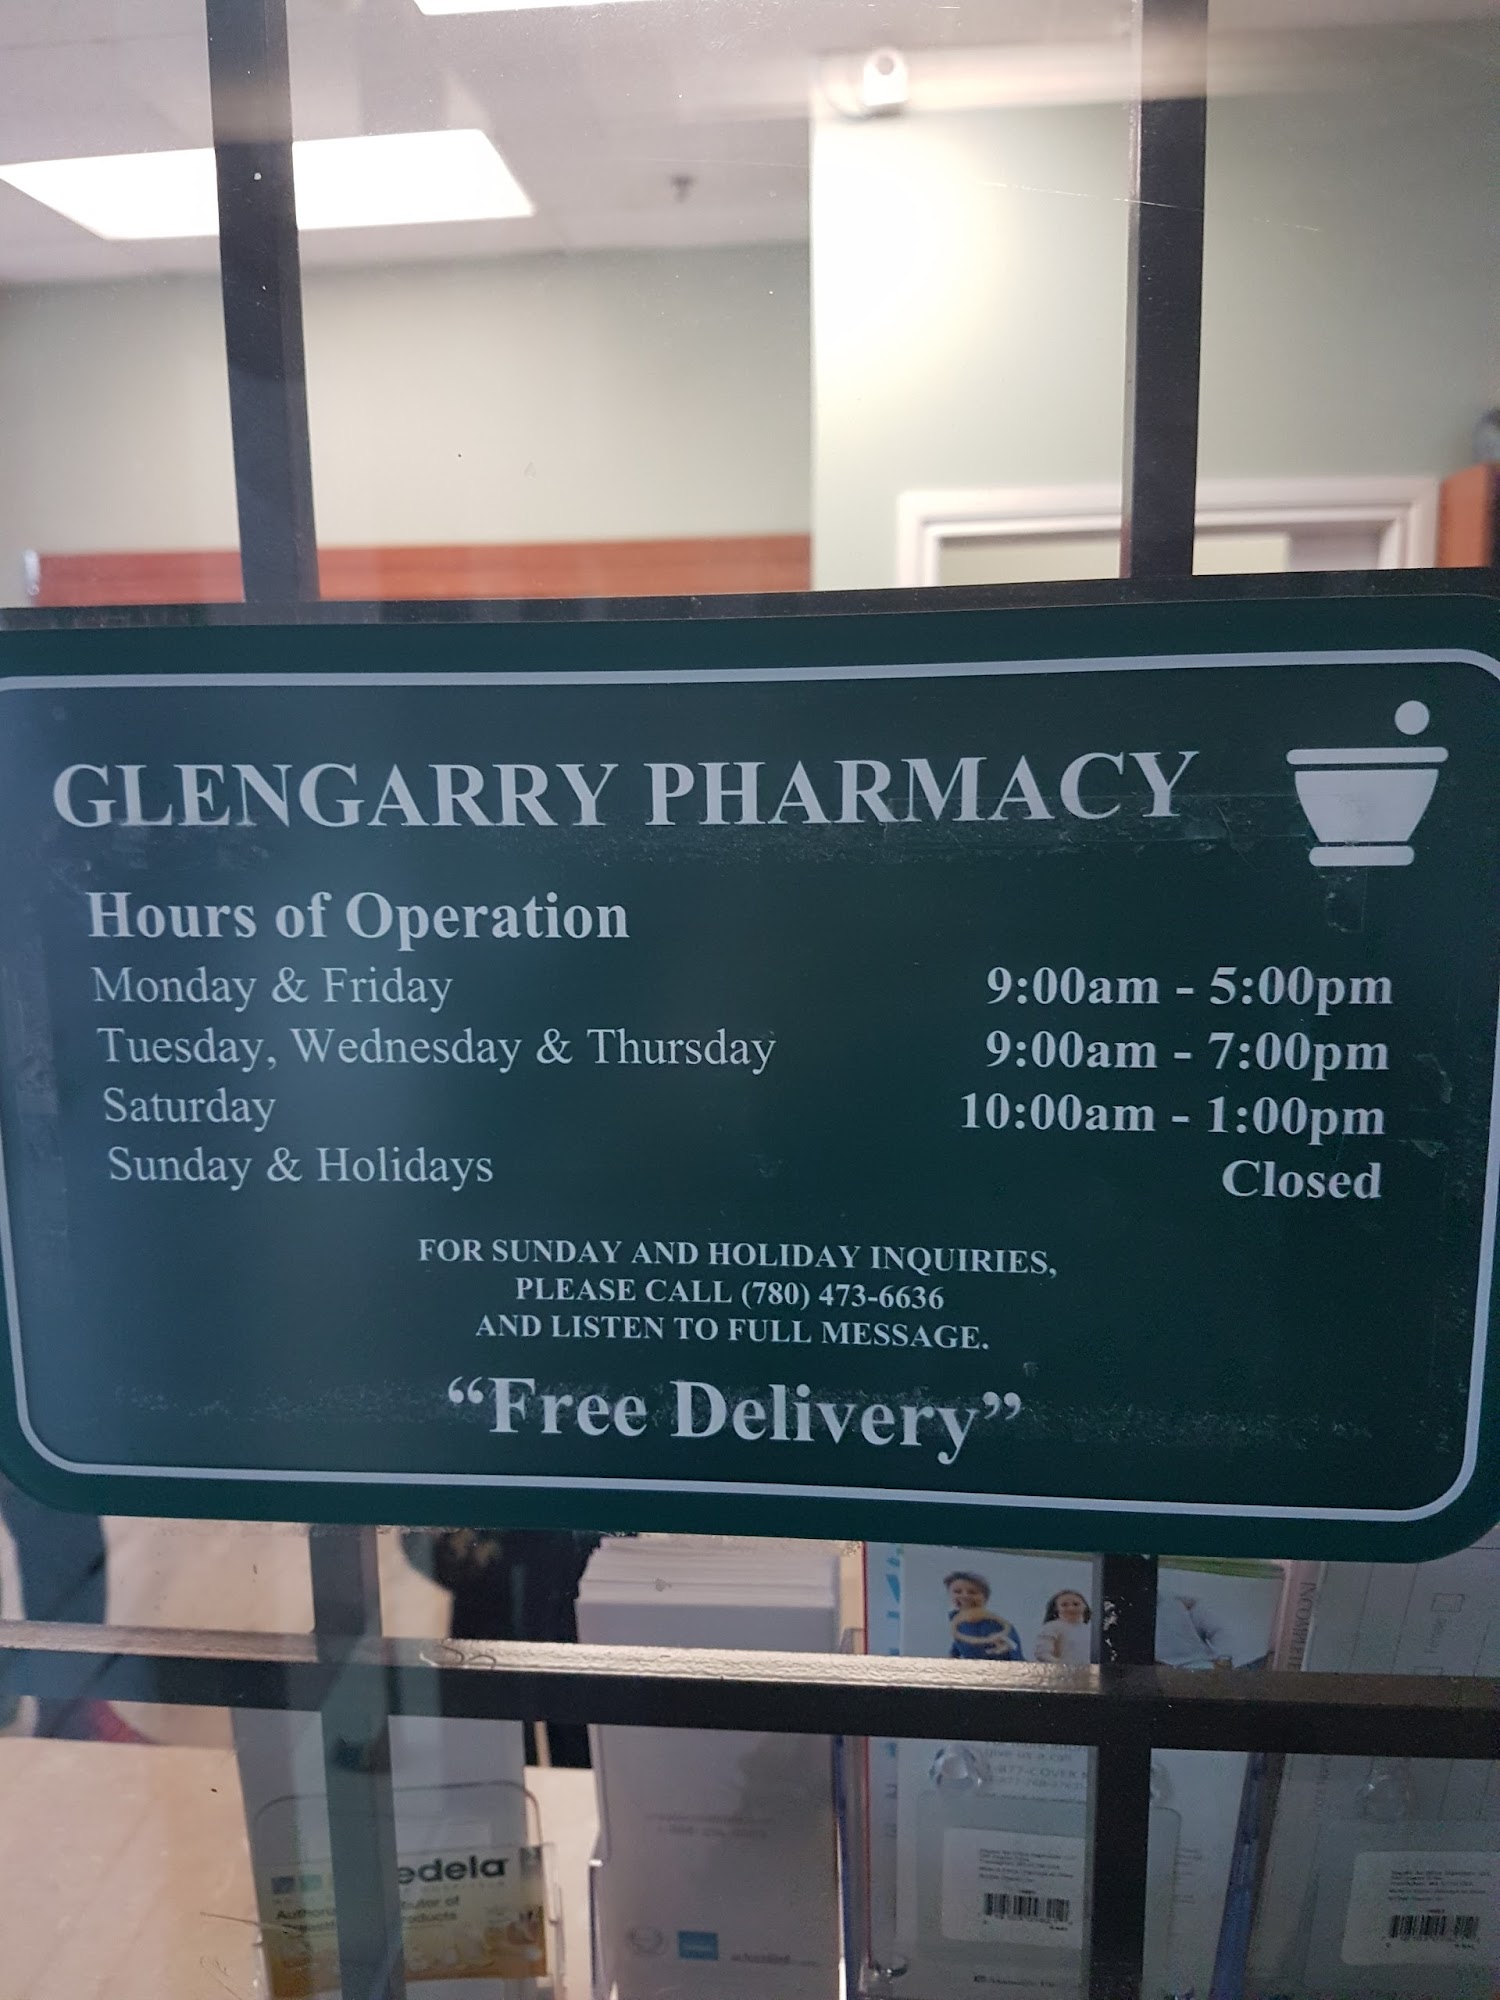 GLENGARRY PHARMACY
Hours of Operation
Monday & Friday 9:00am - 5:00pm
Tuesday, Wednesday & Thursday 9:00am - 7:00pm
Saturday 10:00am - 1:00pm
Sunday & Holidays Closed
FOR SUNDAY AND HOLIDAY INQUIRIES,
PLEASE CALL (780) 473-6636
AND LISTEN TO FULL MESSAGE.
“Free Delivery”
edela